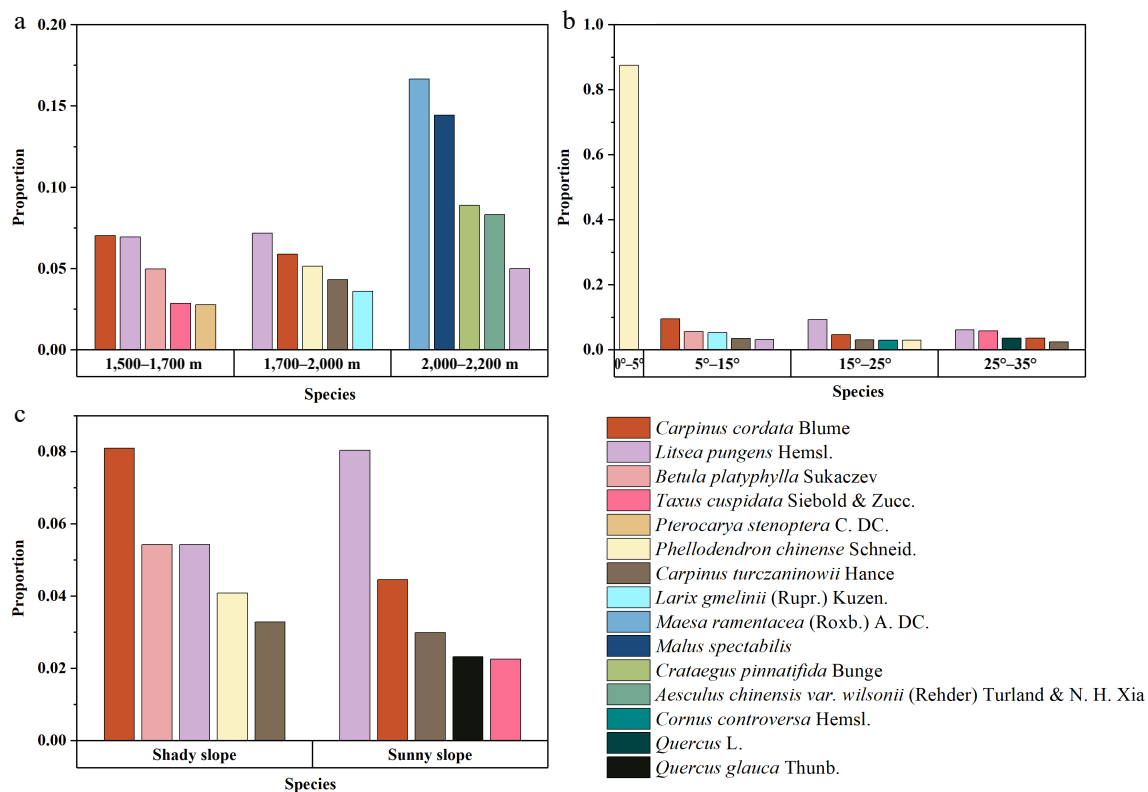 a
0.20
0.15
0.10
0.05
0.00
Proportion
1,500–1,700 m
1,700–2,000 m
2,000–2,200 m
Species
b
1.0
0.8
0.6
0.4
0.2
0.0
Proportion
0°–5°
5°–15°
15°–25°
25°–35°
Species
c
0.08
0.06
0.04
0.02
0.00
Proportion
Shady slope
Sunny slope
Species
Carpinus cordata Blume
Litsea pungens Hemsl.
Betula platyphylla Sukaczev
Taxus cuspidata Siebold & Zucc.
Pterocarya stenoptera C. DC.
Phellodendron chinense Schneid.
Carpinus turczaninowii Hance
Larix gmelinii (Rupr.) Kuzen.
Maesa ramentacea (Roxb.) A. DC.
Malus spectabilis
Crataegus pinnatifida Bunge
Aesculus chinensis var. wilsonii (Rehder) Turland & N. H. Xia
Cornus controversa Hemsl.
Quercus L.
Quercus glauca Thunb.